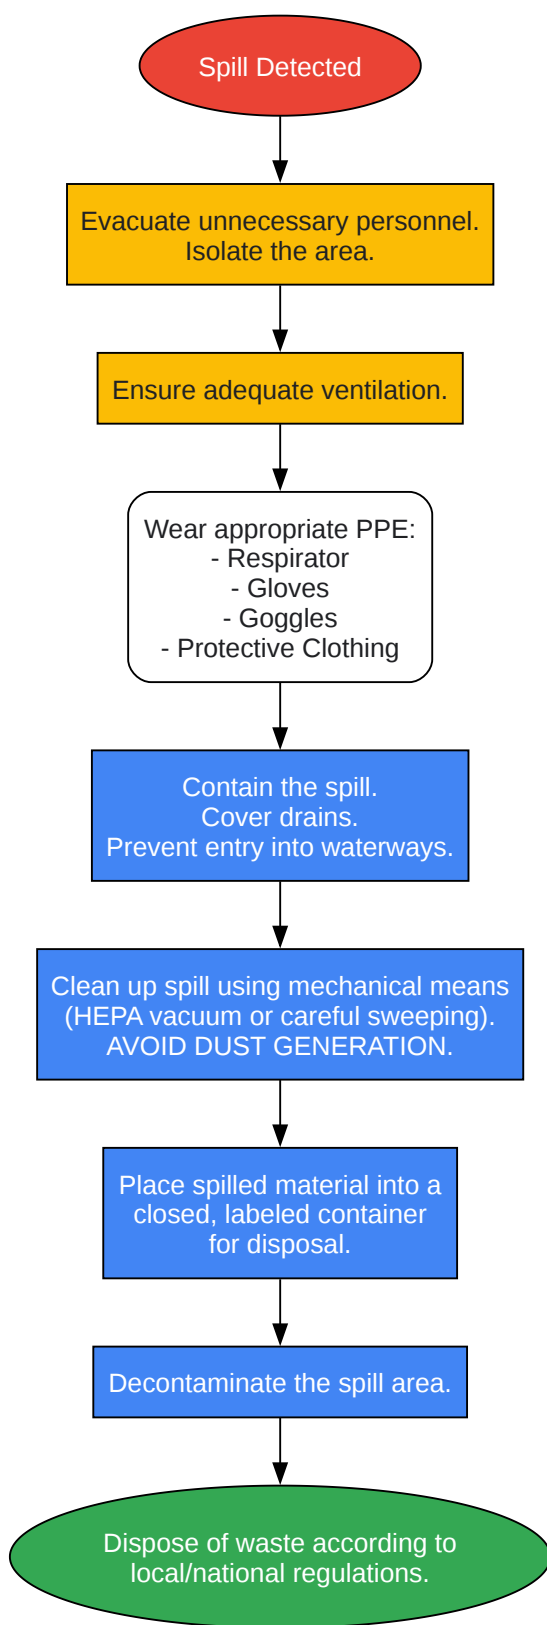 Spill Detected
Evacuate unnecessary personnel.
Isolate the area.
Ensure adequate ventilation.
Wear appropriate PPE:
- Respirator
- Gloves
- Goggles
- Protective Clothing
Contain the spill.
Cover drains.
Prevent entry into waterways.
Clean up spill using mechanical means
(HEPA vacuum or careful sweeping).
AVOID DUST GENERATION.
Place spilled material into a
closed, labeled container
for disposal.
Decontaminate the spill area.
Dispose of waste according to
local/national regulations.